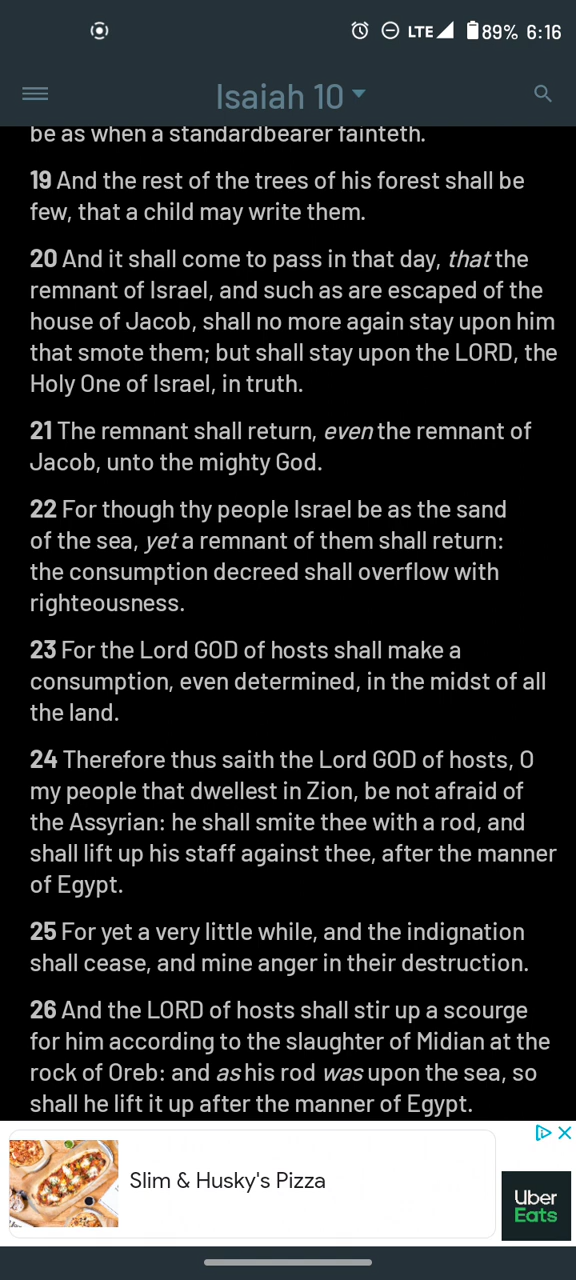 LTE 89% 6:16
Isaiah 10
be as when a standardbearer fainteth.
19 And the rest of the trees of his forest shall be
few, that a child may write them.
20 And it shall come to pass in that day, that the
remnant of Israel, and such as are escaped of the
house of Jacob, shall no more again stay upon him
that smote them; but shall stay upon the LORD, the
Holy One of Israel, in truth.
21 The remnant shall return, even the remnant of
Jacob, unto the mighty God.
22 For though thy people Israel be as the sand
of the sea, yet a remnant of them shall return:
the consumption decreed shall overflow with
righteousness.
23 For the Lord GOD of hosts shall make a
consumption, even determined, in the midst of all
the land.
24 Therefore thus saith the Lord GOD of hosts, O
my people that dwellest in Zion, be not afraid of
the Assyrian: he shall smite thee with a rod, and
shall lift up his staff against thee, after the manner
of Egypt.
25 For yet a very little while, and the indignation
shall cease, and mine anger in their destruction.
26 And the LORD of hosts shall stir up a scourge
for him according to the slaughter of Midian at the
rock of Oreb: and as his rod was upon the sea, so
shall he lift it up after the manner of Egypt.
Slim & Husky's Pizza
Uber
Eats